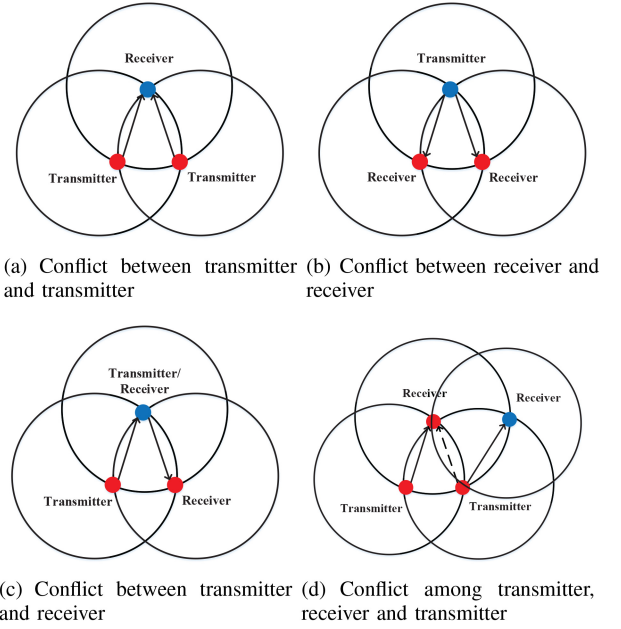 Receiver
Transmitter
Transmitter
(a) Conflict between transmitter
and transmitter
Transmitter
Receiver
Receiver
(b) Conflict between receiver and
receiver
Transmitter/
Receiver
Transmitter
Receiver
(c) Conflict between transmitter
and receiver
Receiver
Receiver
Transmitter
Transmitter
(d) Conflict among transmitter,
receiver and transmitter